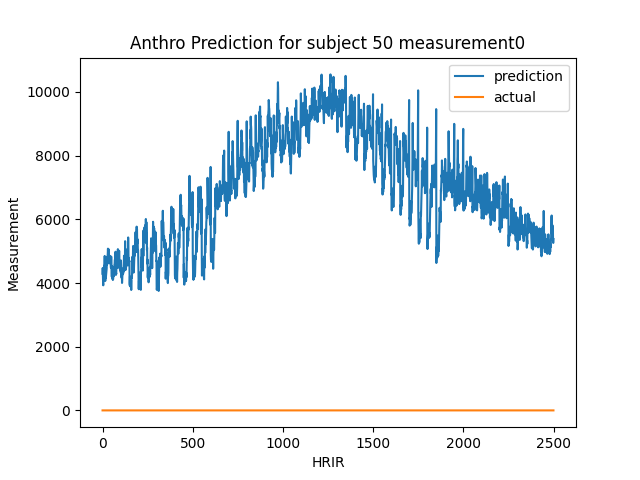 Anthro Prediction for subject 50 measurement0
prediction
actual
Measurement
10000
8000
6000
4000
2000
0
0 500 1000 1500 2000 2500
HRIR